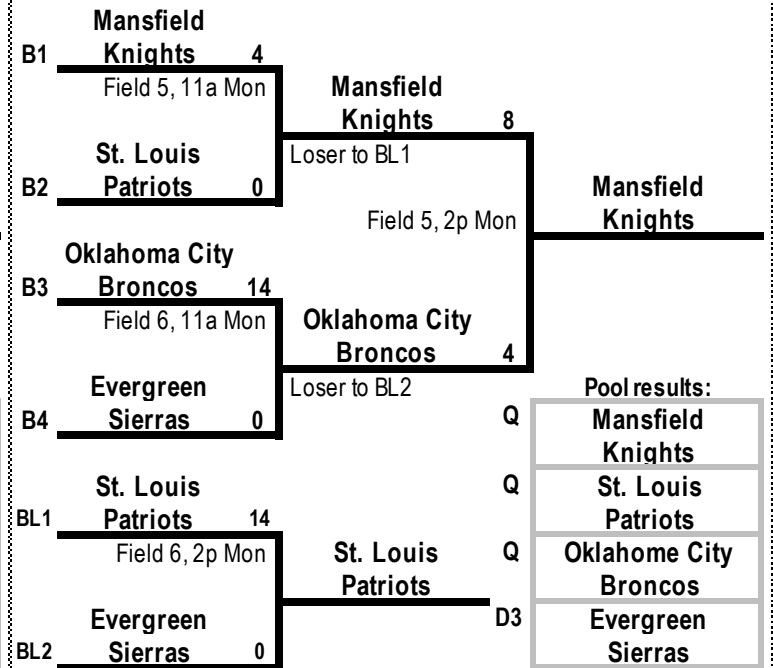 Mansfield
B1 Knights 4
Field 5, 11a Mon
Mansfield
Knights 8
St. Louis
B2 Patriots 0
Loser to BL1
Mansfield
Knights
Field 5, 2p Mon
Oklahoma City
B3 Broncos 14
Field 6, 11a Mon
Oklahoma City
Broncos 4
Evergreen
B4 Sierras 0
Loser to BL2
St. Louis
BL1 Patriots 14
Field 6, 2p Mon
St. Louis
Patriots
Evergreen
BL2 Sierras 0
Pool results:
Q Mansfield
Knights
Q St. Louis
Patriots
Q Oklahome City
Broncos
D3 Evergreen
Sierras